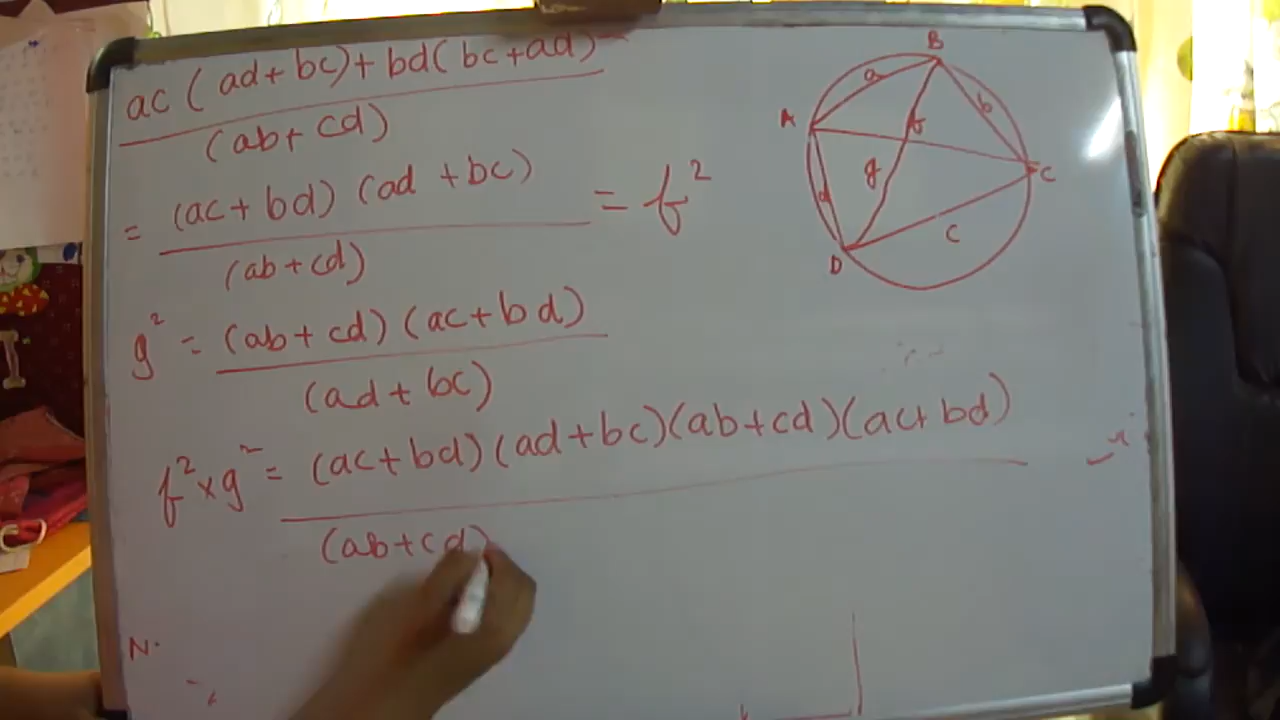 ac(ad+bc)+bd(bc+ad)
(ab+cd)
= (ac+bd)(ad+bc) = f²
(ab+cd)
g² = (ab+cd)(ac+bd)
(ad+bc)
f²×g² = (ac+bd)(ad+bc)(ab+cd)(ac+bd)
(ab+cd)
N.
B
a
b
A
f
C
g
d
c
D